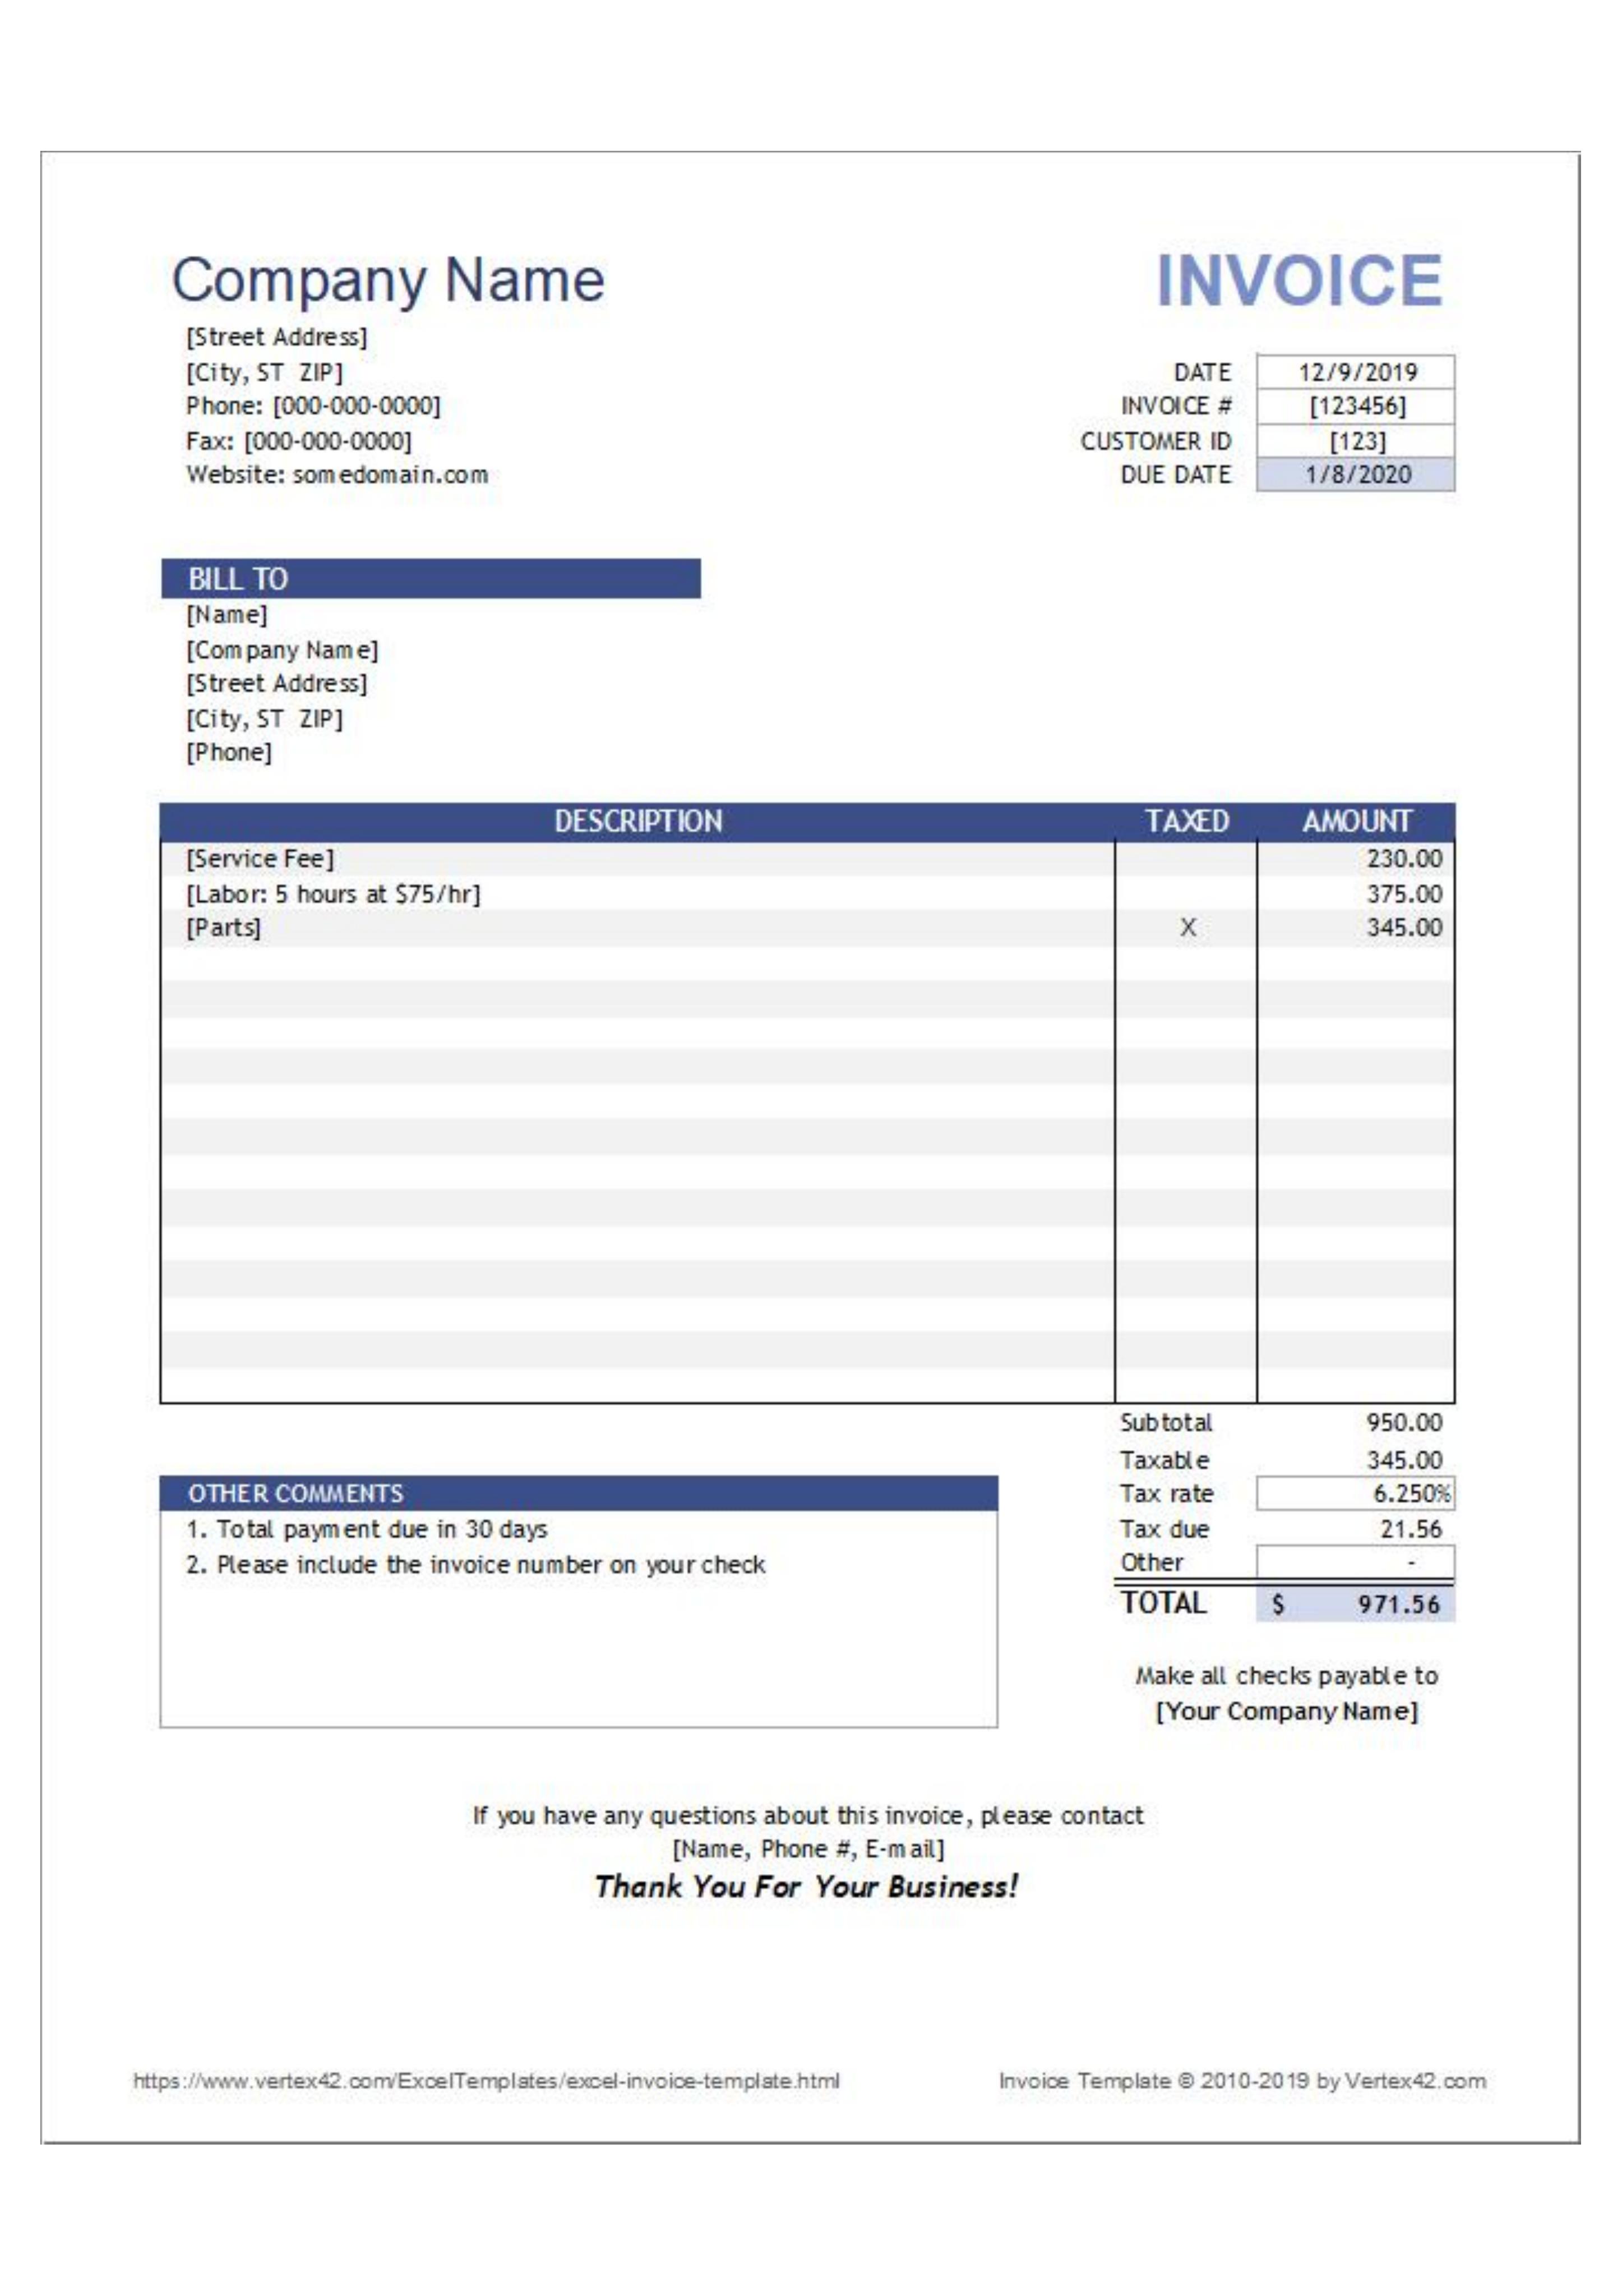 Company Name
INVOICE
[Street Address]
[City, ST ZIP]
DATE 12/9/2019
Phone: [000-000-0000]
INVOICE # [123456]
Fax: [000-000-0000]
CUSTOMER ID [123]
Website: somedomain.com
DUE DATE 1/8/2020
BILL TO
[Name]
[Company Name]
[Street Address]
[City, ST ZIP]
[Phone]
DESCRIPTION TAXED AMOUNT
[Service Fee] 230.00
[Labor: 5 hours at $75/hr] 375.00
[Parts] X 345.00
Subtotal 950.00
Taxable 345.00
Tax rate 6.250%
Tax due 21.56
Other -
TOTAL $ 971.56
OTHER COMMENTS
1. Total payment due in 30 days
2. Please include the invoice number on your check
Make all checks payable to
[Your Company Name]
If you have any questions about this invoice, please contact
[Name, Phone #, E-mail]
Thank You For Your Business!
https://www.vertex42.com/ExcelTemplates/excel-invoice-template.html
Invoice Template © 2010-2019 by Vertex42.com